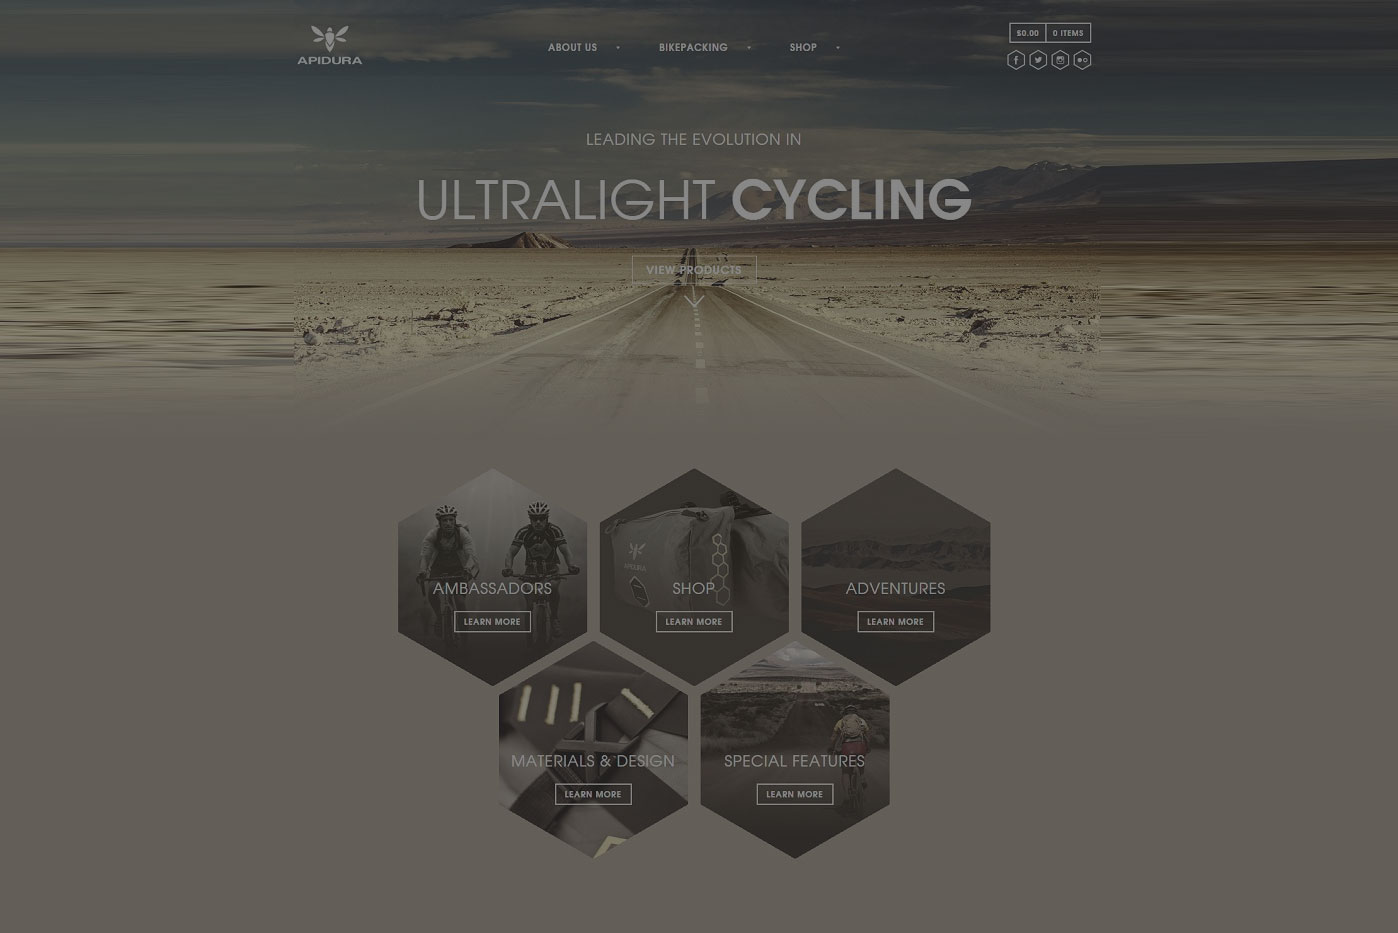 APIDURA
ABOUT US
BIKEPACKING
SHOP
$0.00 0 ITEMS
LEADING THE EVOLUTION IN
ULTRALIGHT CYCLING
VIEW PRODUCTS
APIDURA
AMBASSADORS
SHOP
ADVENTURES
LEARN MORE
LEARN MORE
LEARN MORE
MATERIALS & DESIGN
SPECIAL FEATURES
LEARN MORE
LEARN MORE